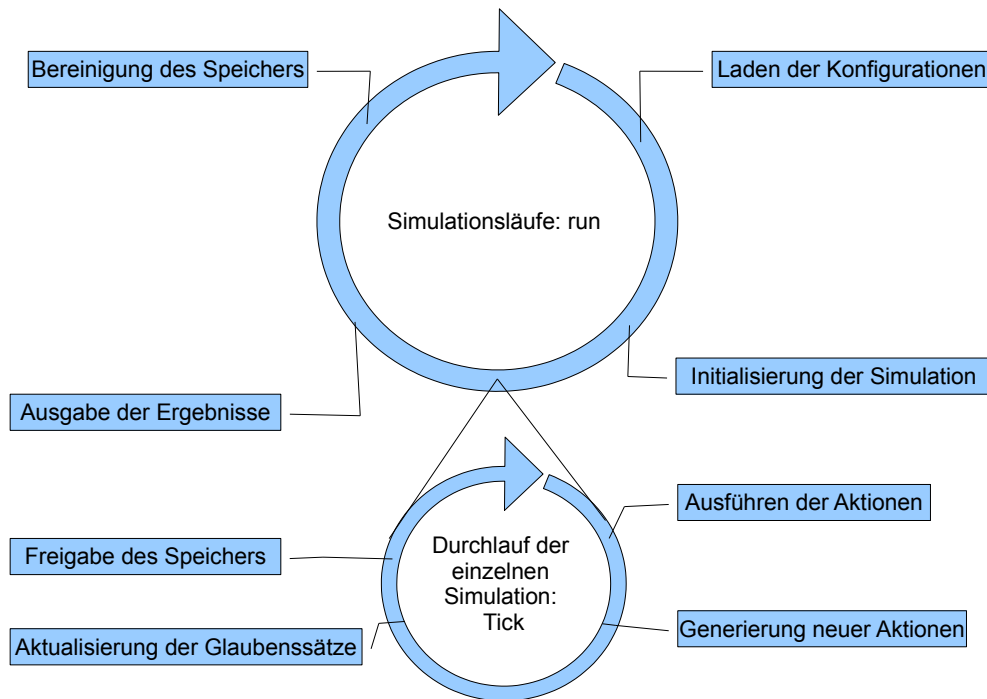 Bereinigung des Speichers
Laden der Konfigurationen
Simulationsläufe: run
Initialisierung der Simulation
Ausgabe der Ergebnisse
Ausführen der Aktionen
Freigabe des Speichers
Durchlauf der
einzelnen
Simulation:
Tick
Generierung neuer Aktionen
Aktualisierung der Glaubenssätze